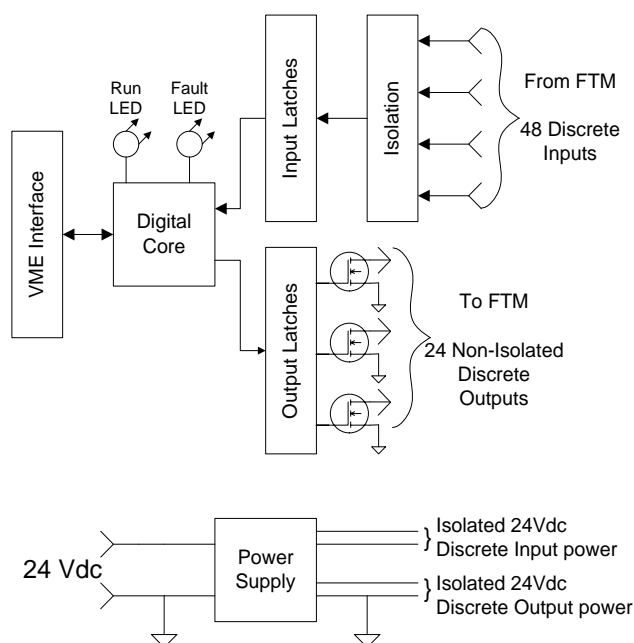 Run
LED
Fault
LED
VME Interface
Digital
Core
Input Latches
Isolation
From FTM
48 Discrete
Inputs
Output Latches
To FTM
24 Non-Isolated
Discrete
Outputs
24 Vdc
Power
Supply
Isolated 24Vdc
Discrete Input power
Isolated 24Vdc
Discrete Output power